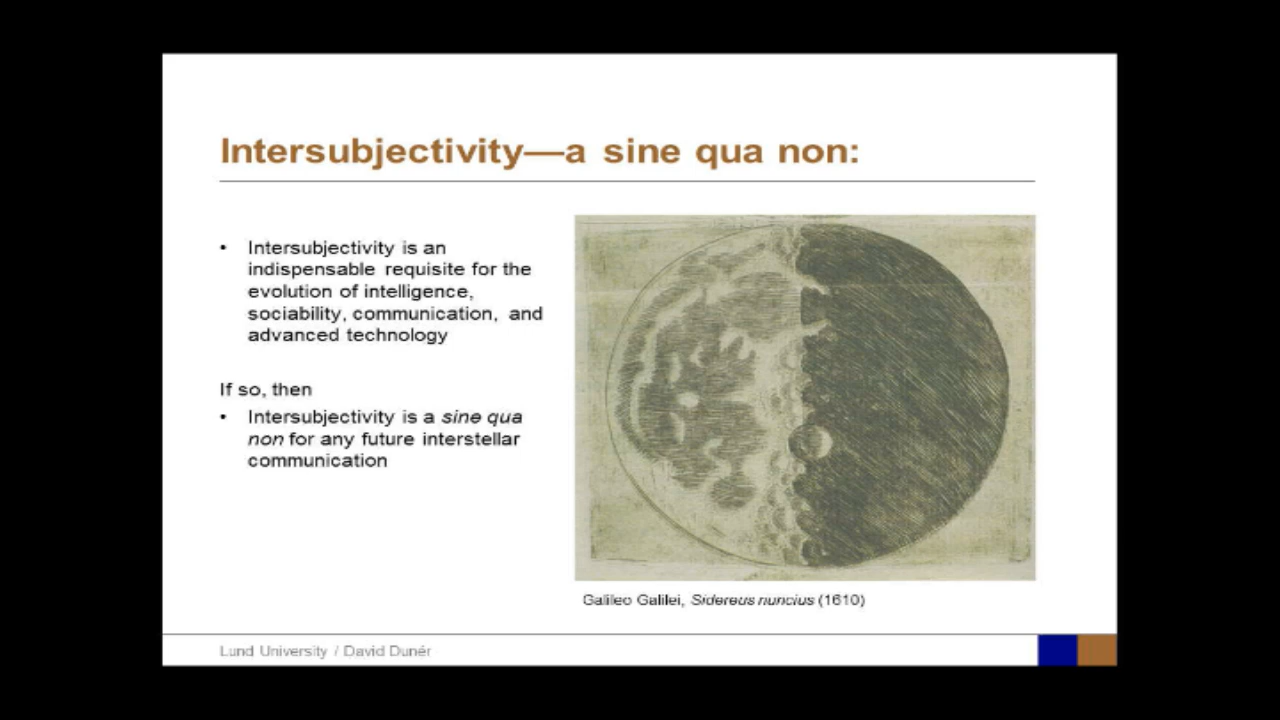 Intersubjectivity—a sine qua non:
• Intersubjectivity is an
indispensable requisite for the
evolution of intelligence,
sociability, communication, and
advanced technology
If so, then
• Intersubjectivity is a sine qua
non for any future interstellar
communication
Galileo Galilei, Sidereus nuncius (1610)
Lund University / David Dunér